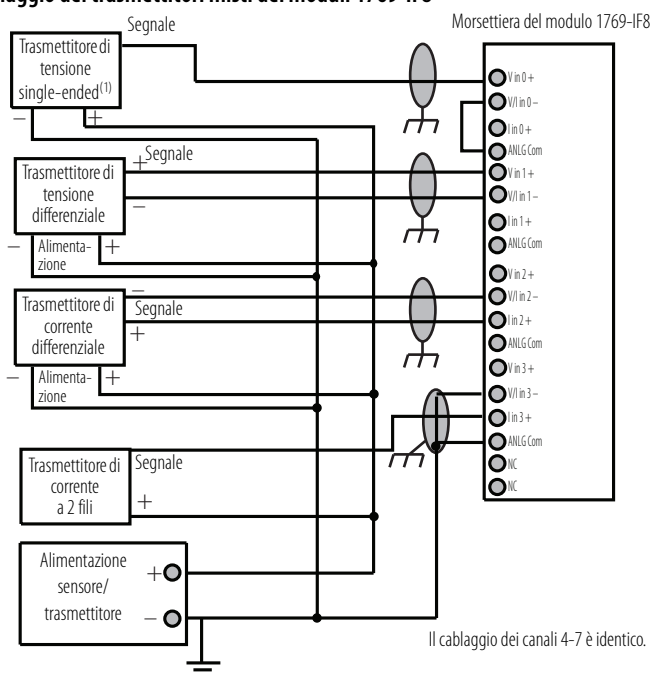 Segnale
Morsettiera del modulo 1769-IF8
Trasmettitore di
tensione
single-ended(1)
− +
V in 0 +
V/I in 0 –
I in 0 +
ANLG Com
V in 1 +
V/I in 1 –
I in 1 +
ANLG Com
V in 2 +
V/I in 2 –
I in 2 +
ANLG Com
V in 3 +
V/I in 3 –
I in 3 +
ANLG Com
NC
NC
+ Segnale
Trasmettitore di
tensione
differenziale
−
− Alimenta- +
zione
−
Trasmettitore di
corrente
differenziale
Segnale
+
− Alimenta- +
zione
Trasmettitore di
corrente
a 2 fili
Segnale
+
Alimentazione
sensore/
trasmettitore
+
−
Il cablaggio dei canali 4-7 è identico.